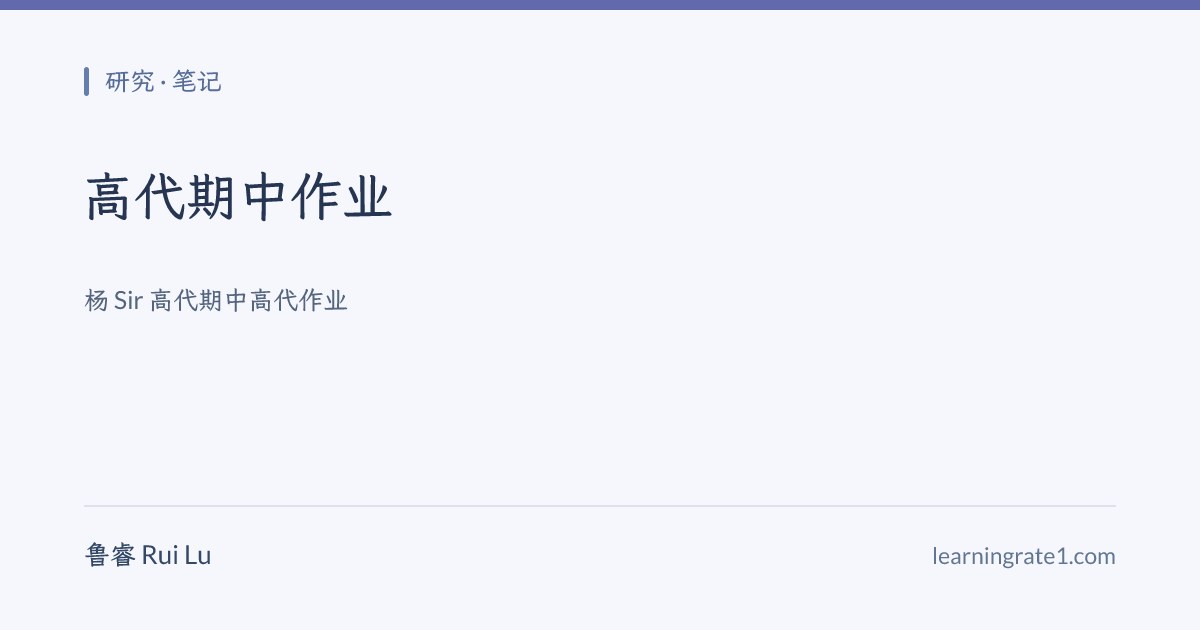 研究 · 笔记
高代期中作业
杨 Sir 高代期中高代作业
鲁睿 Rui Lu
learningrate1.com